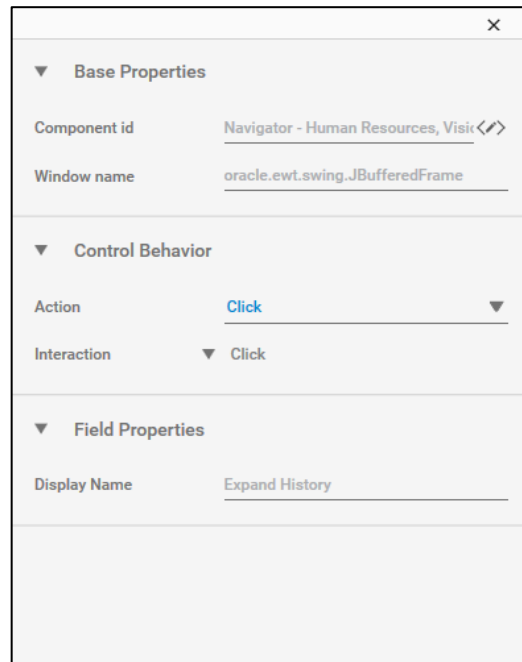 Base Properties
Component id Navigator - Human Resources, Visi
Window name oracle.ewt.swing.JBufferedFrame
Control Behavior
Action Click
Interaction Click
Field Properties
Display Name Expand History